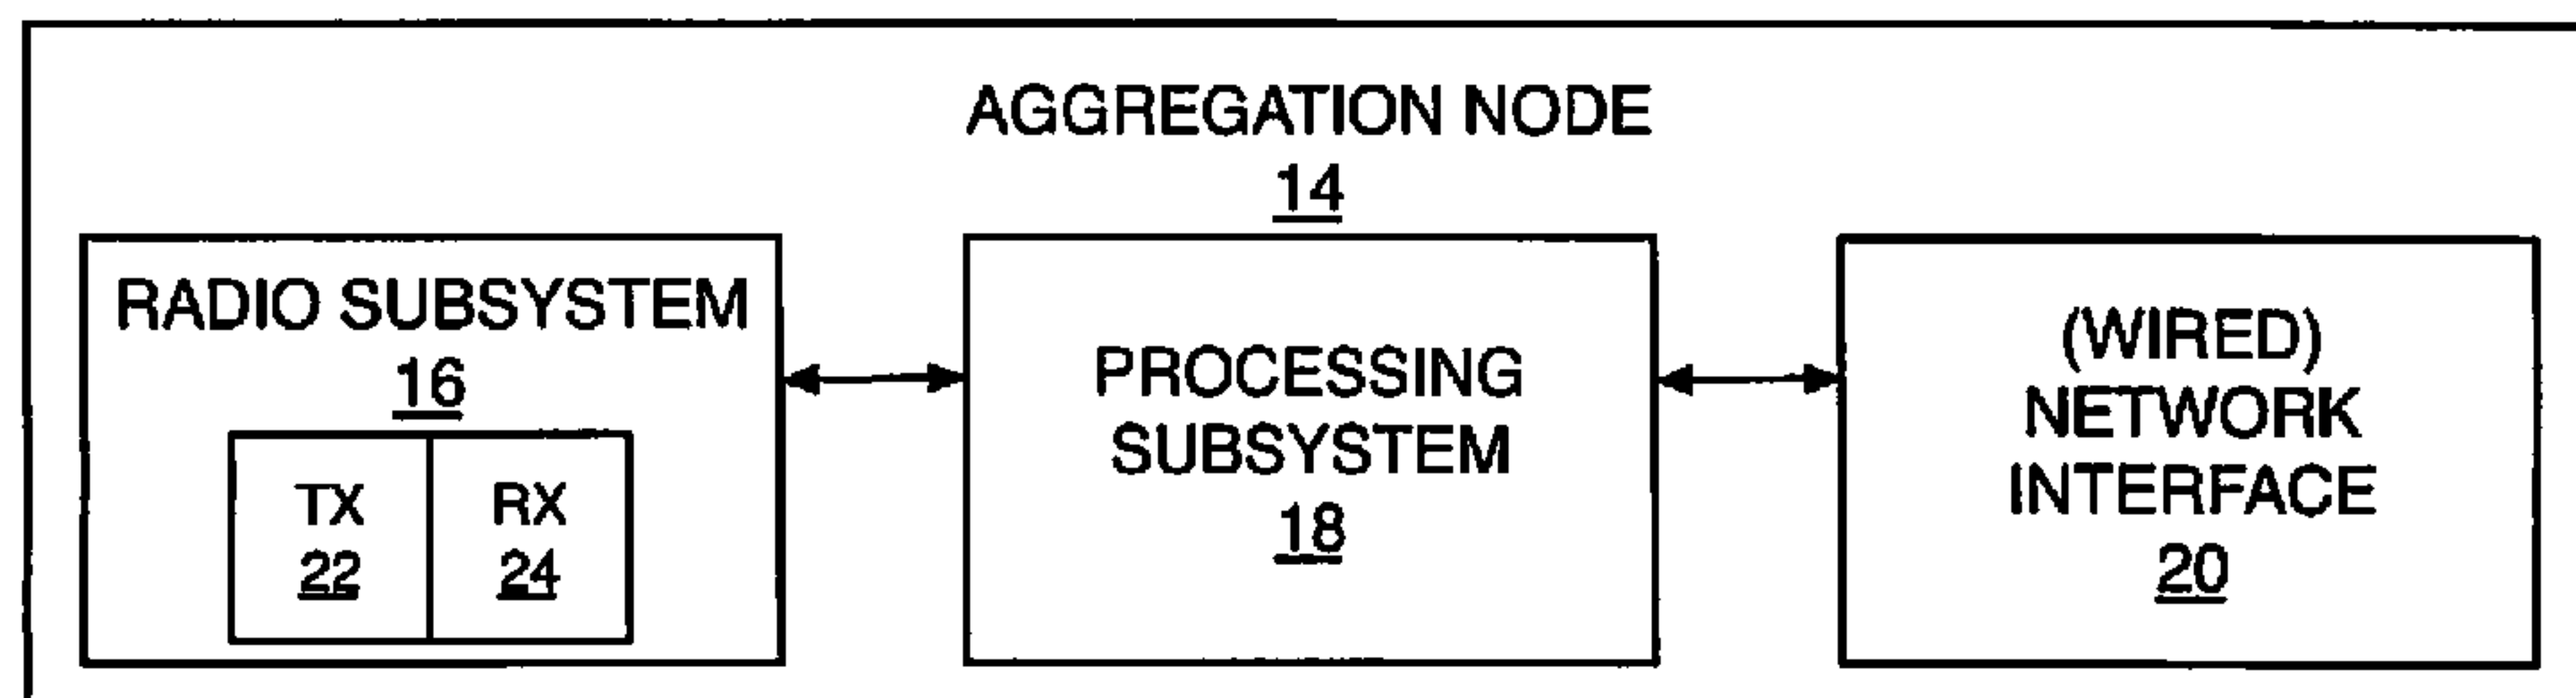 AGGREGATION NODE
14
RADIO SUBSYSTEM
16
TX
22
RX
24
PROCESSING
SUBSYSTEM
18
(WIRED)
NETWORK
INTERFACE
20